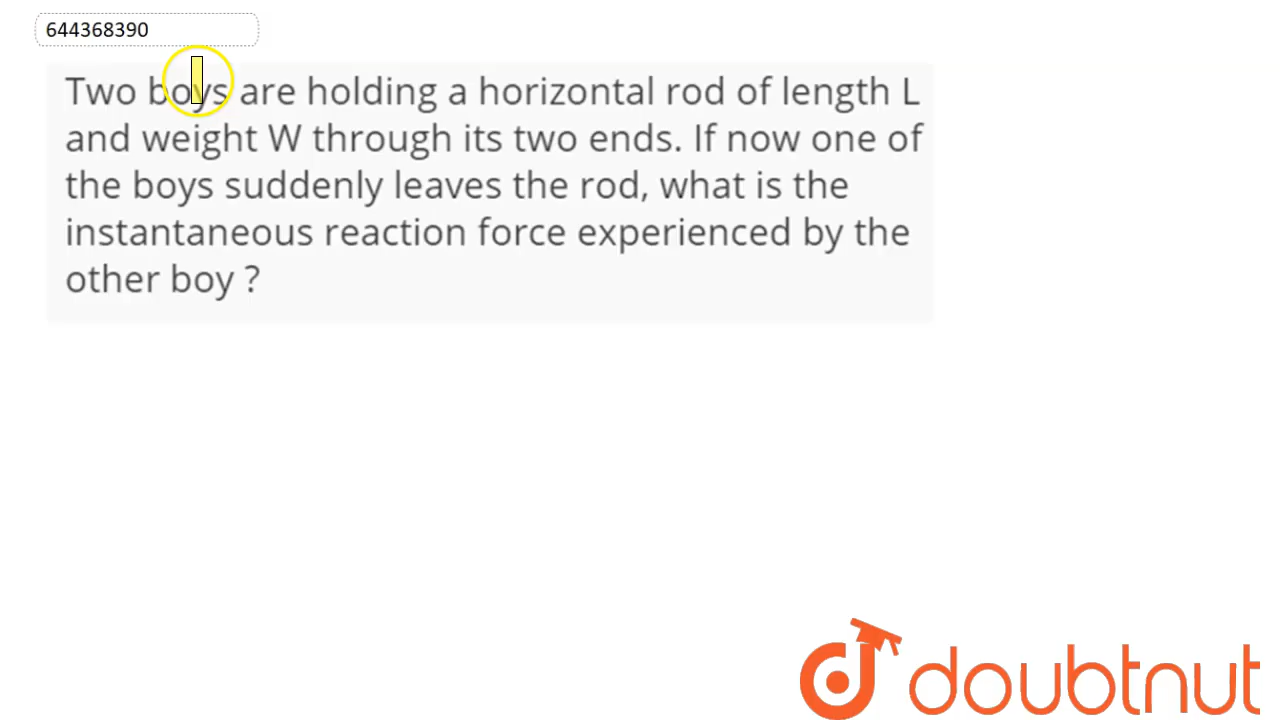 644368390
Two boys are holding a horizontal rod of length L
and weight W through its two ends. If now one of
the boys suddenly leaves the rod, what is the
instantaneous reaction force experienced by the
other boy ?
doubtnut